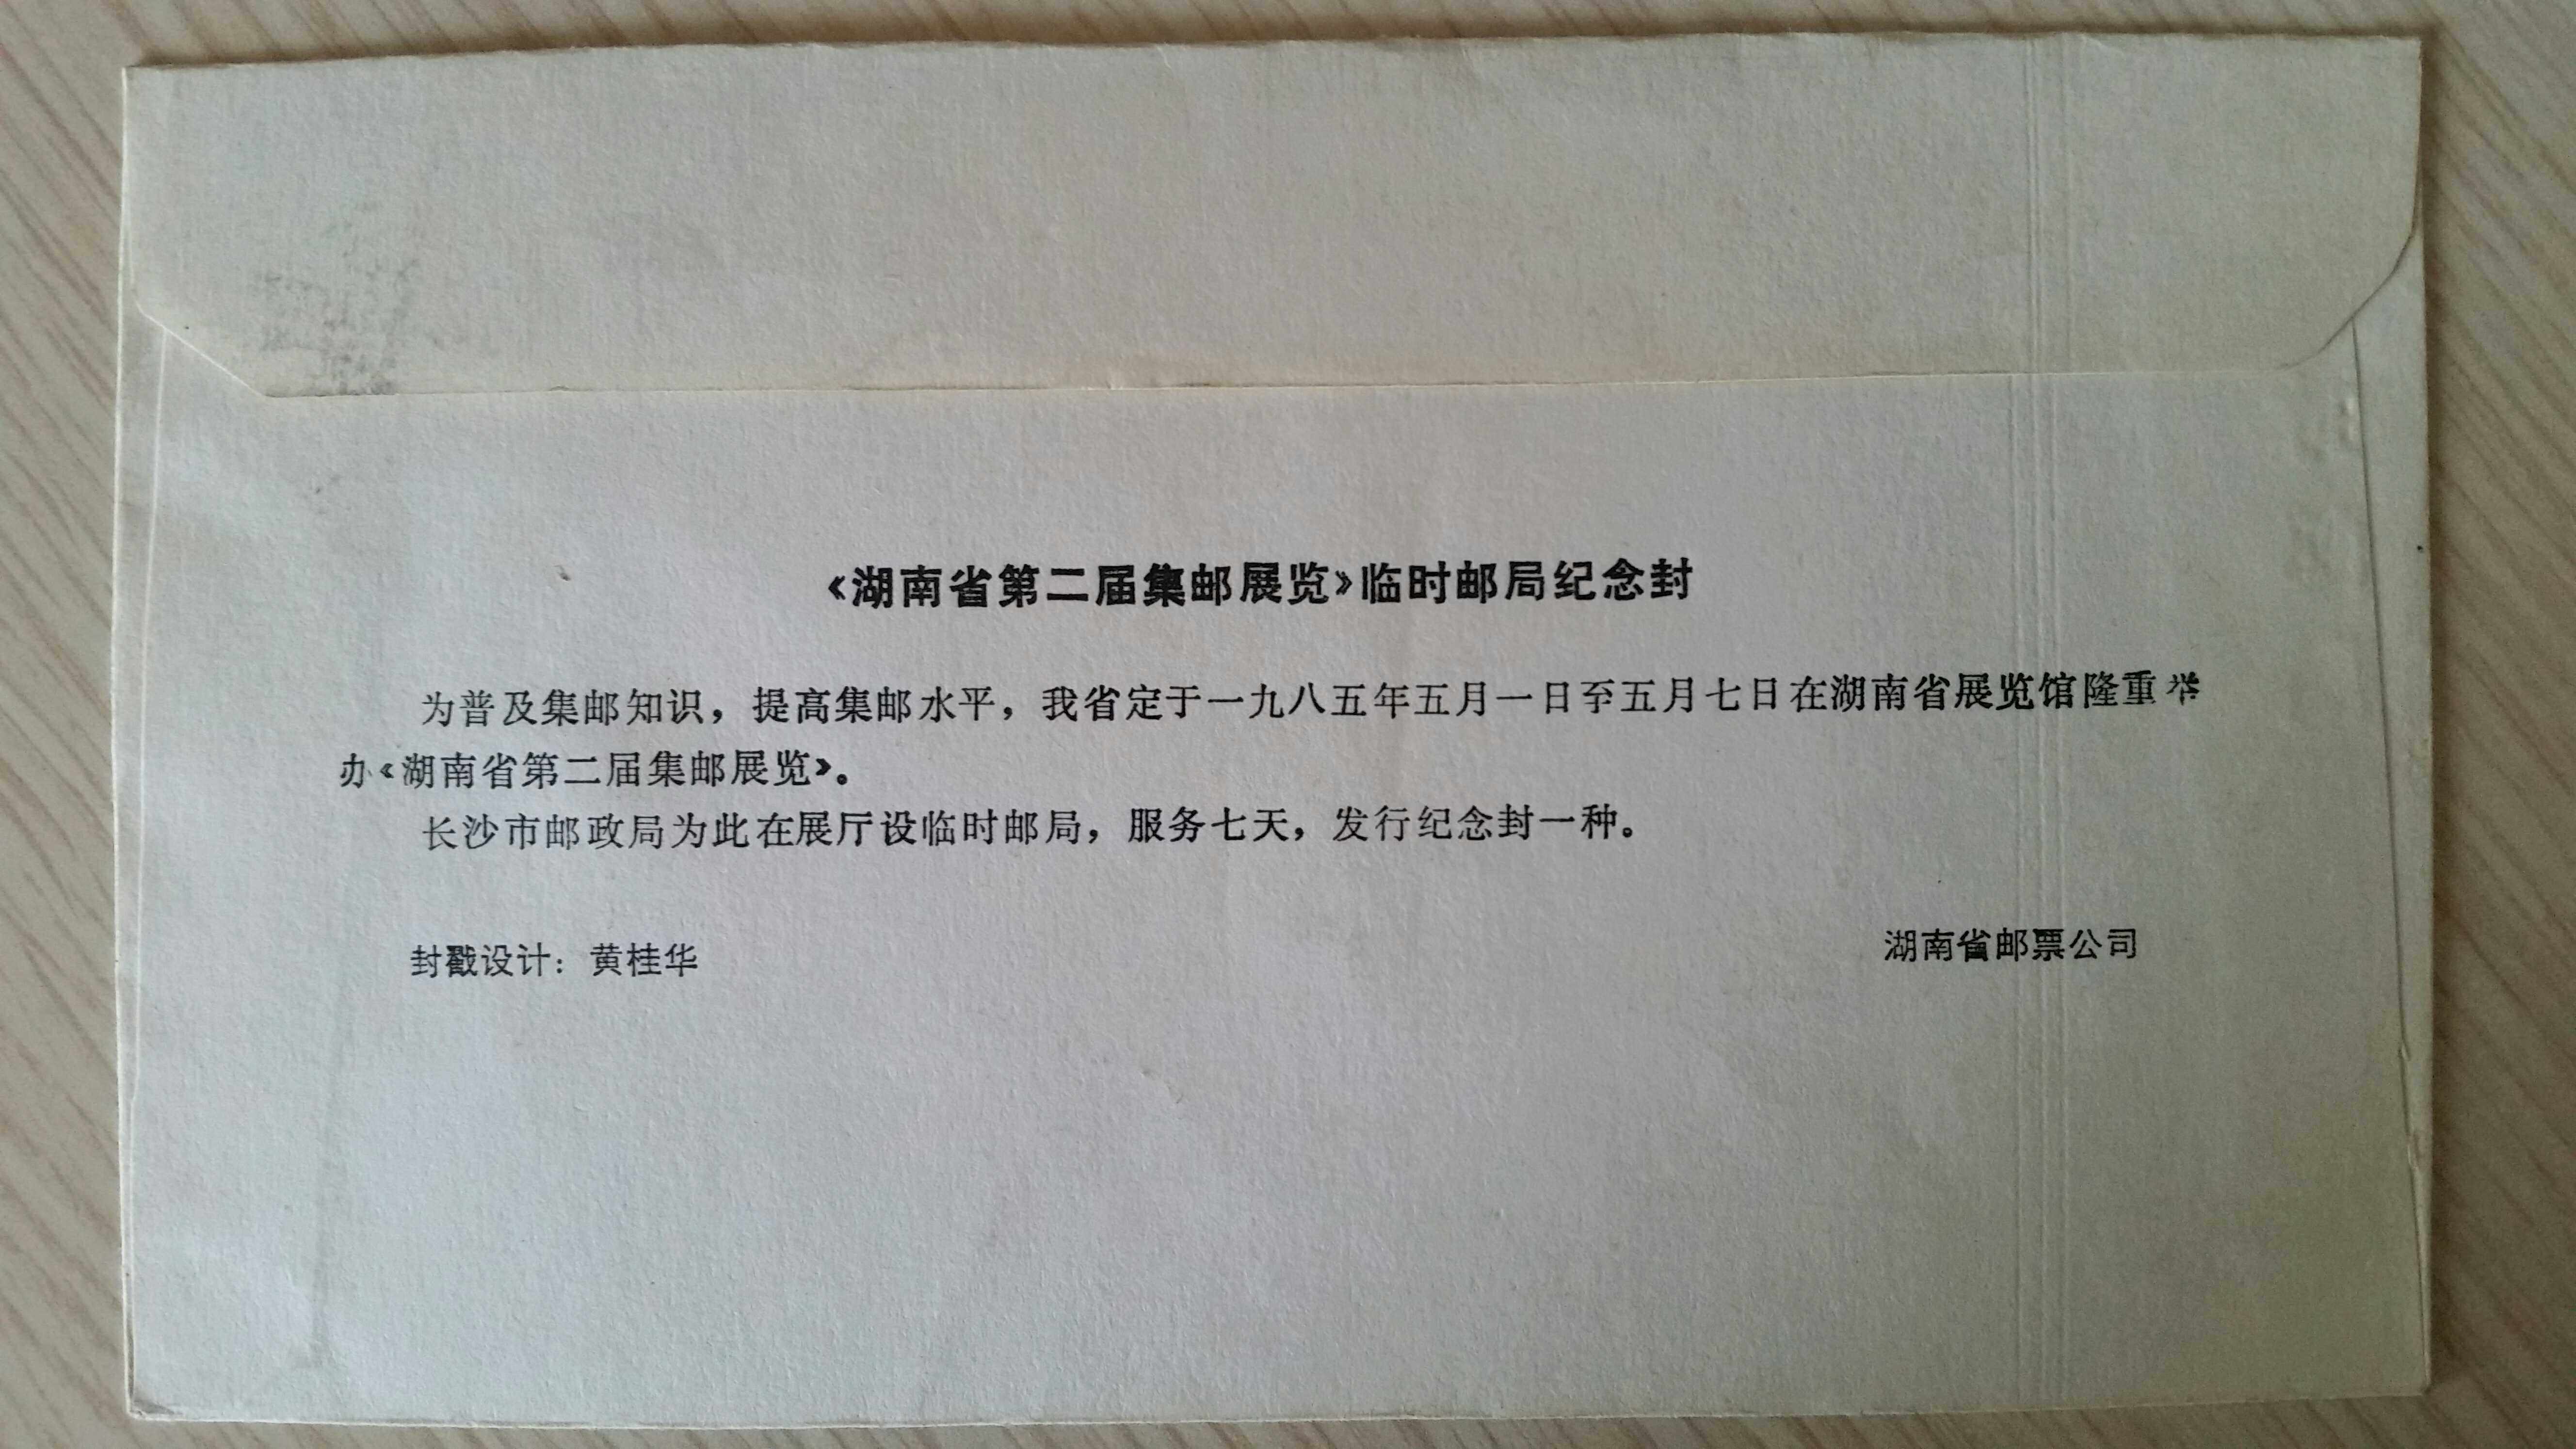 《湖南省第二届集邮展览》临时邮局纪念封
为普及集邮知识，提高集邮水平，我省定于一九八五年五月一日至五月七日在湖南省展览馆隆重举
办《湖南省第二届集邮展览》。
长沙市邮政局为此在展厅设临时邮局，服务七天，发行纪念封一种。
封戳设计：黄桂华
湖南省邮票公司